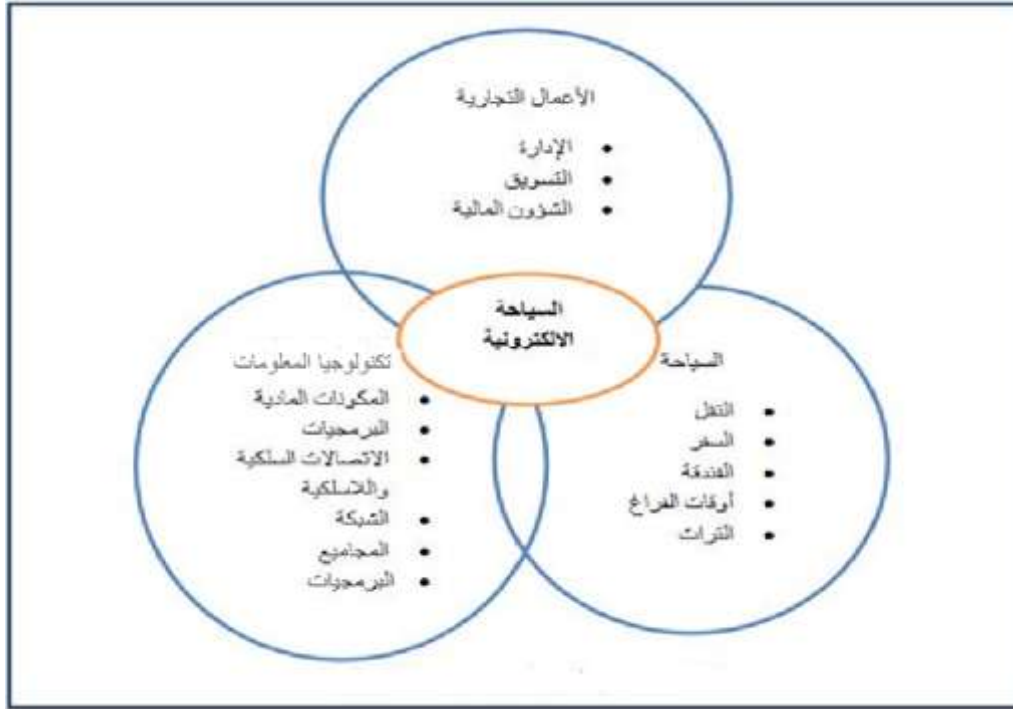 الأعمال التجارية
• الإدارة
• التسويق
• الشؤون المالية
السياحة
الالكترونية
السياحة
• التنقل
• السفر
• الفندقة
• أوقات الفراغ
• التراث
تكنولوجيا المعلومات
• المكونات المادية
• البرمجيات
• الاتصالات السلكية
واللاسلكية
• الشبكة
• المجاميع
• البرمجيات